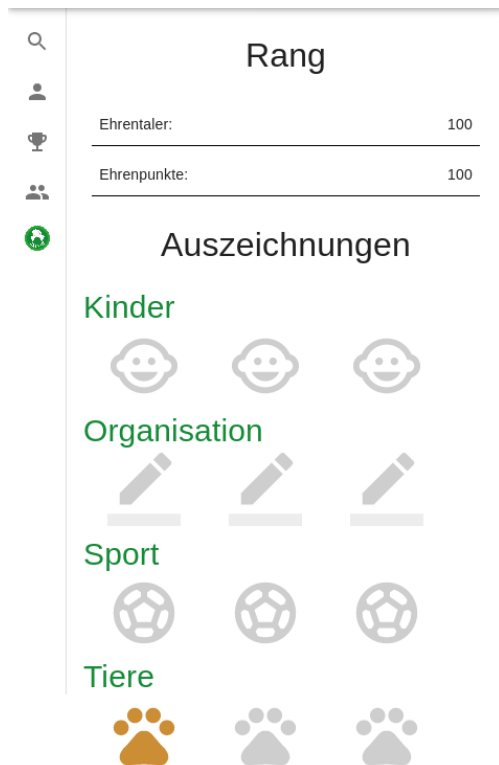 Rang
Ehrentaler: 100
Ehrenpunkte: 100
Auszeichnungen
Kinder
Organisation
Sport
Tiere